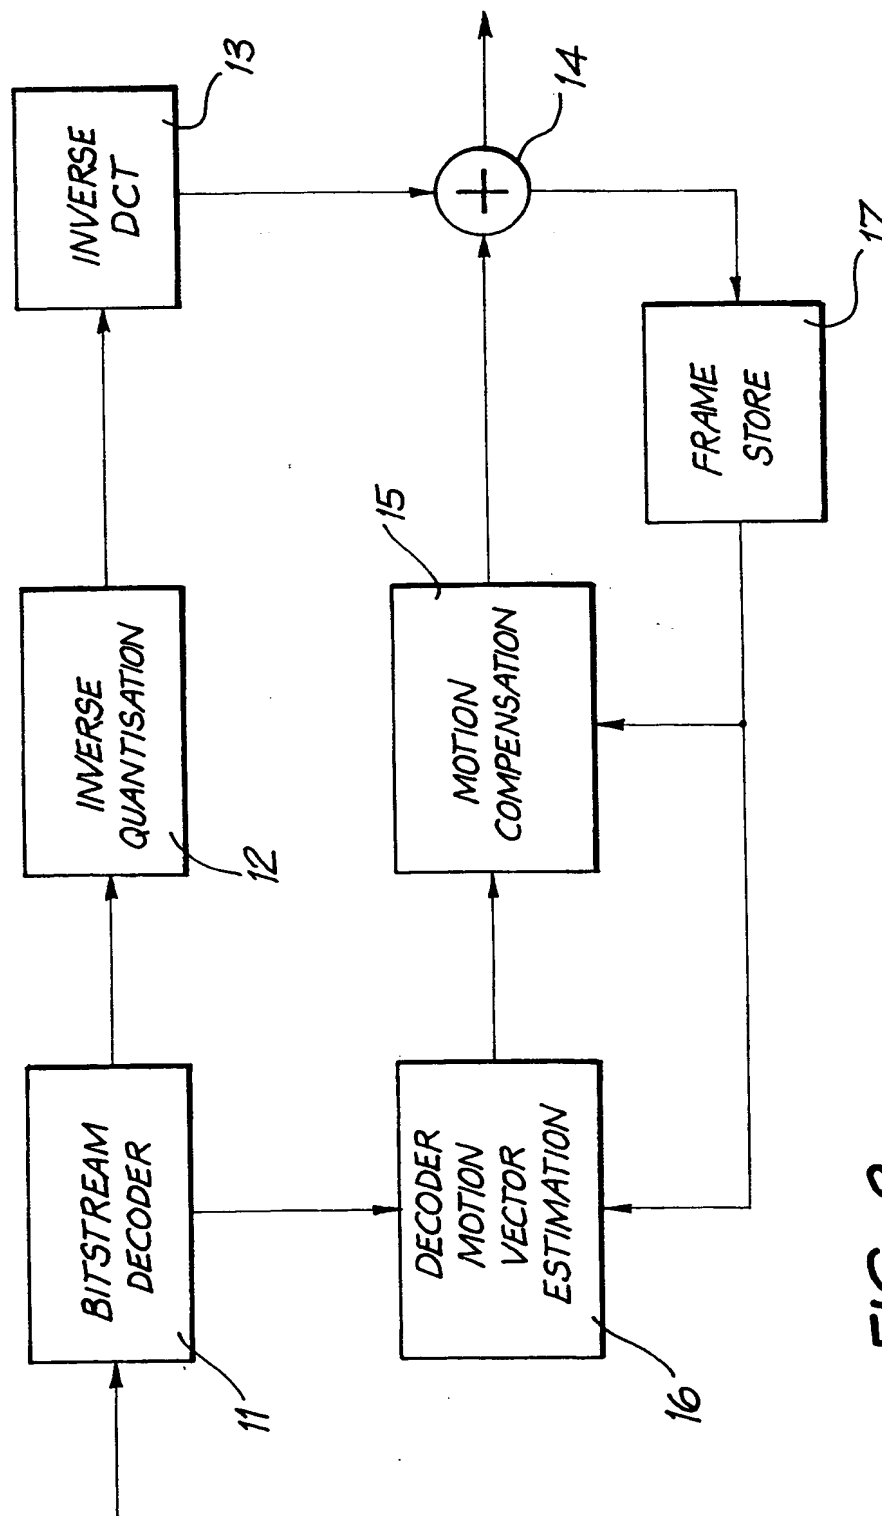 BITSTREAM
DECODER
11
INVERSE
QUANTISATION
12
INVERSE
DCT
13
DECODER
MOTION
VECTOR
ESTIMATION
16
MOTION
COMPENSATION
15
14
FRAME
STORE
17
FIG.